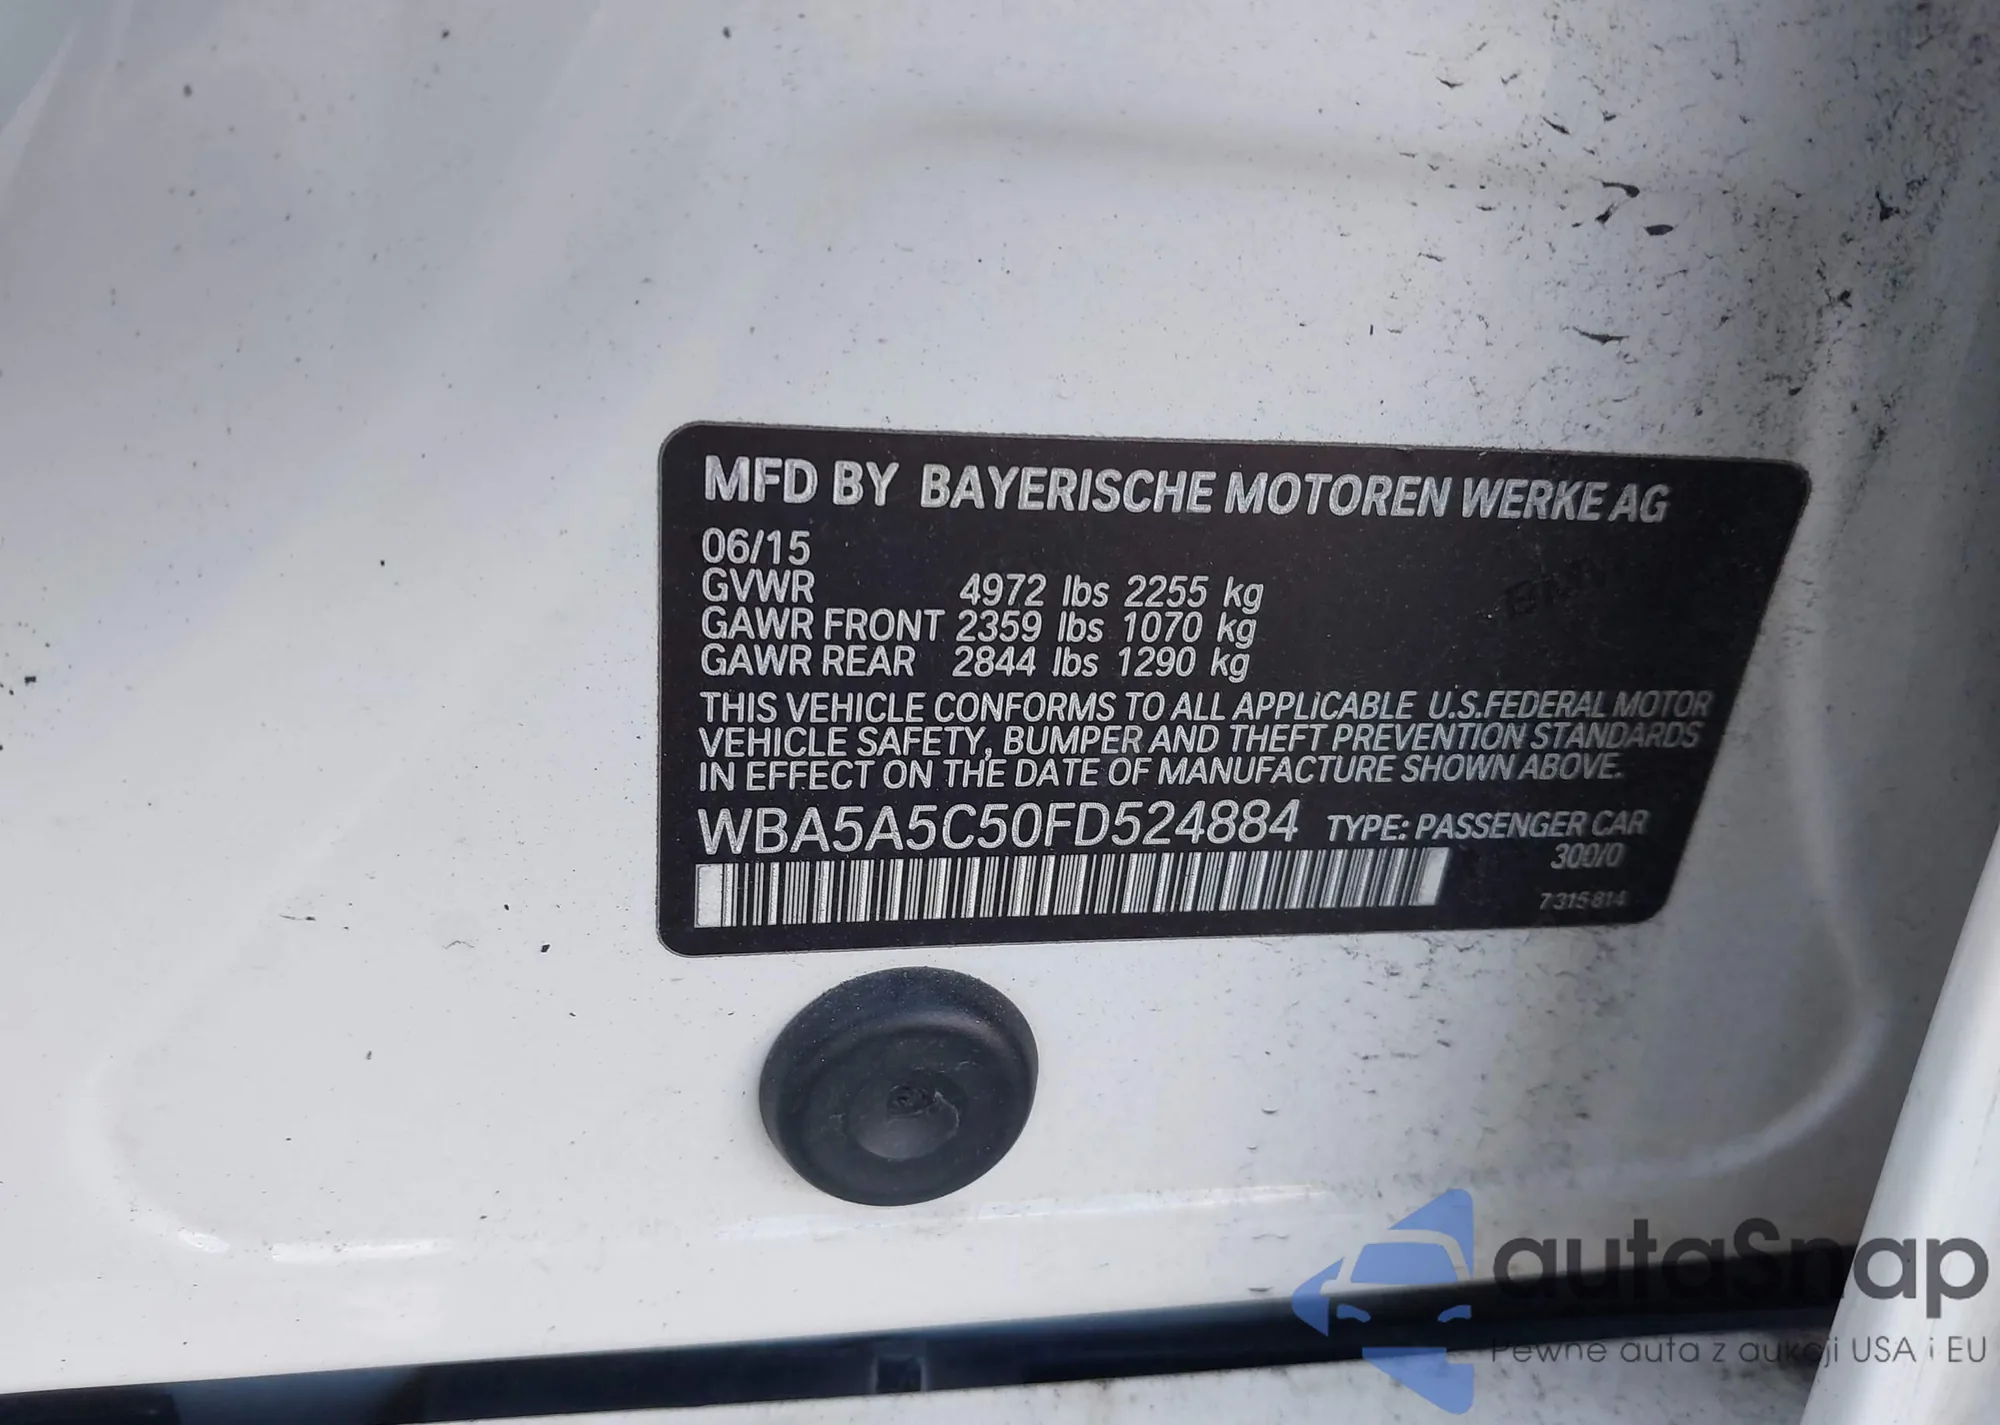 MFD BY BAYERISCHE MOTOREN WERKE AG
06/15
GVWR 4972 lbs 2255 kg
GAWR FRONT 2359 lbs 1070 kg
GAWR REAR 2844 lbs 1290 kg
THIS VEHICLE CONFORMS TO ALL APPLICABLE U.S.FEDERAL MOTOR
VEHICLE SAFETY, BUMPER AND THEFT PREVENTION STANDARDS
IN EFFECT ON THE DATE OF MANUFACTURE SHOWN ABOVE.
WBA5A5C50FD524884 TYPE: PASSENGER CAR
300/0
7 315 814
autaSnap
Pewne auta z aukcji USA i EU